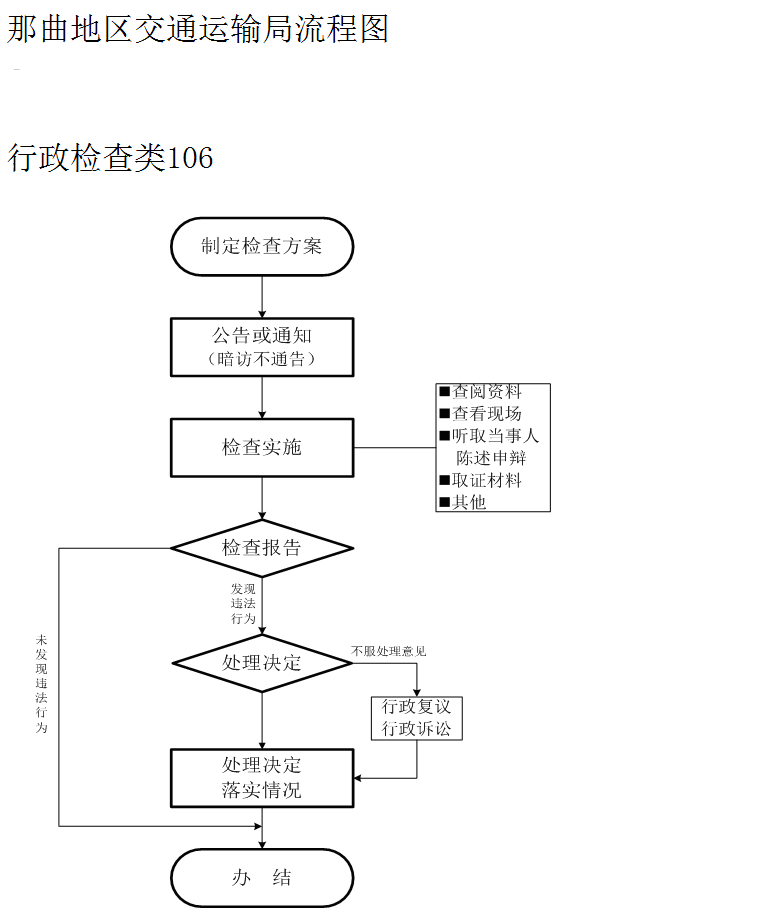 那曲地区交通运输局流程图
行政检查类106
制定检查方案
公告或通知
（暗访不通告）
检查实施
■查阅资料
■查看现场
■听取当事人
陈述申辩
■取证材料
■其他
检查报告
发现
违法
行为
未
发
现
违
法
行
为
处理决定
不服处理意见
行政复议
行政诉讼
处理决定
落实情况
办 结